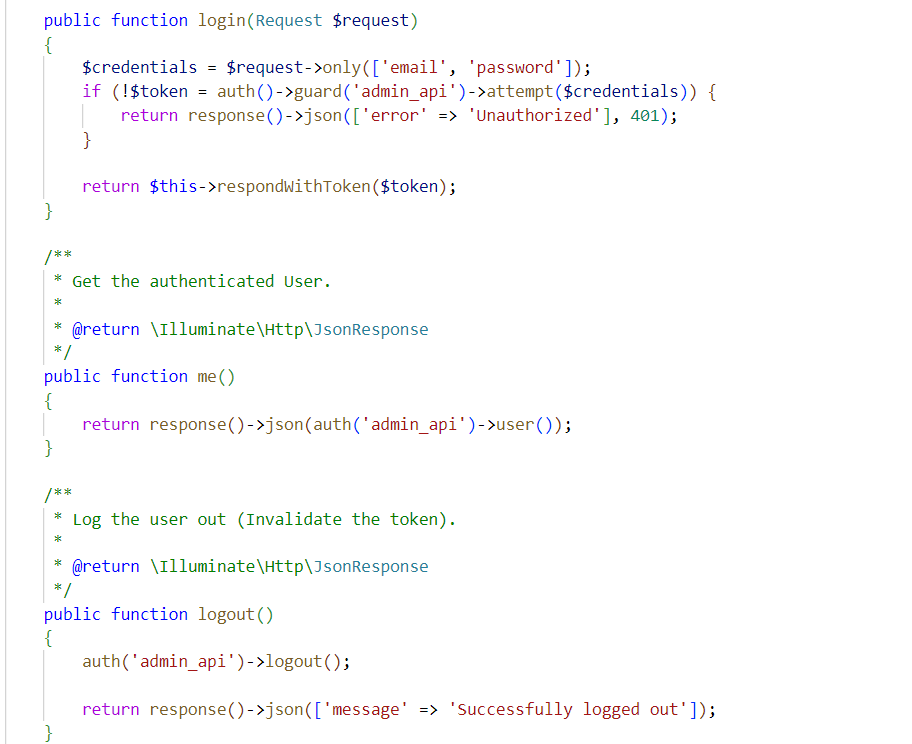 public function login(Request $request)
{
    $credentials = $request->only(['email', 'password']);
    if (!$token = auth()->guard('admin_api')->attempt($credentials)) {
        return response()->json(['error' => 'Unauthorized'], 401);
    }

    return $this->respondWithToken($token);
}

/**
 * Get the authenticated User.
 *
 * @return \Illuminate\Http\JsonResponse
 */
public function me()
{
    return response()->json(auth('admin_api')->user());
}

/**
 * Log the user out (Invalidate the token).
 *
 * @return \Illuminate\Http\JsonResponse
 */
public function logout()
{
    auth('admin_api')->logout();

    return response()->json(['message' => 'Successfully logged out']);
}